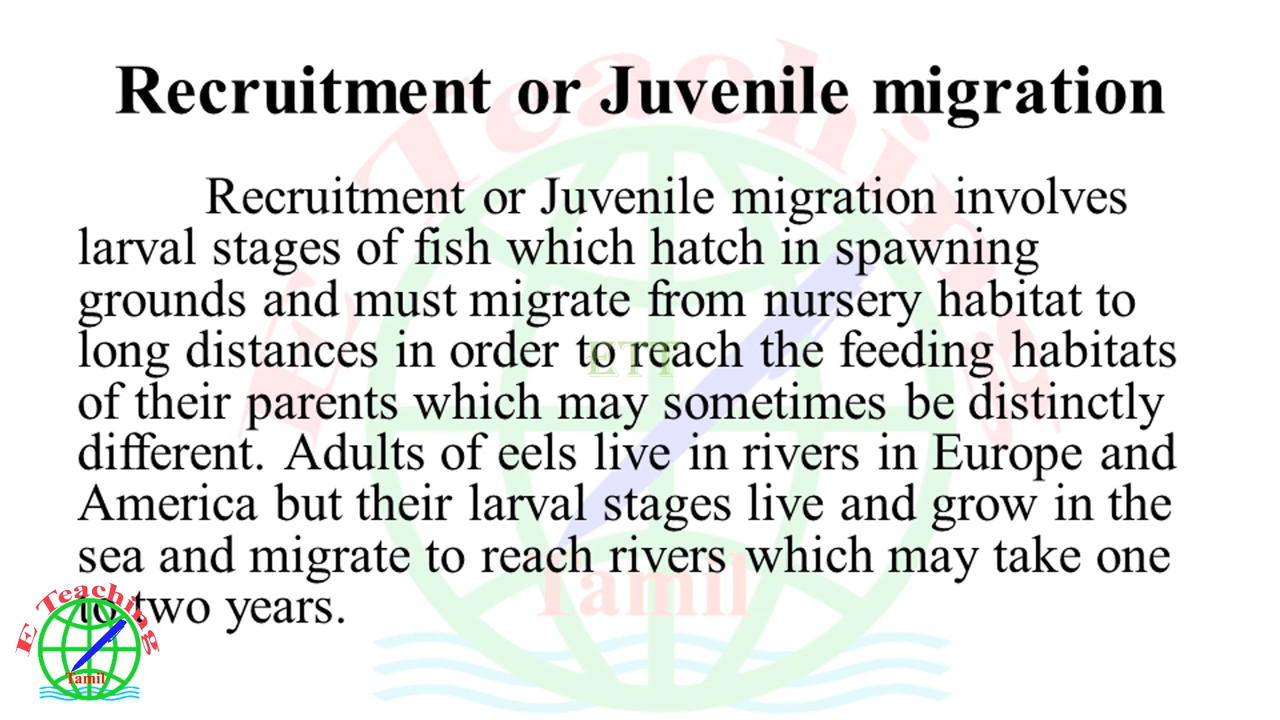 Recruitment or Juvenile migration
Recruitment or Juvenile migration involves
larval stages of fish which hatch in spawning
grounds and must migrate from nursery habitat to
long distances in order to reach the feeding habitats
of their parents which may sometimes be distinctly
different. Adults of eels live in rivers in Europe and
America but their larval stages live and grow in the
sea and migrate to reach rivers which may take one
to two years.
E Teaching
Tamil
ETT
E Teaching
Tamil